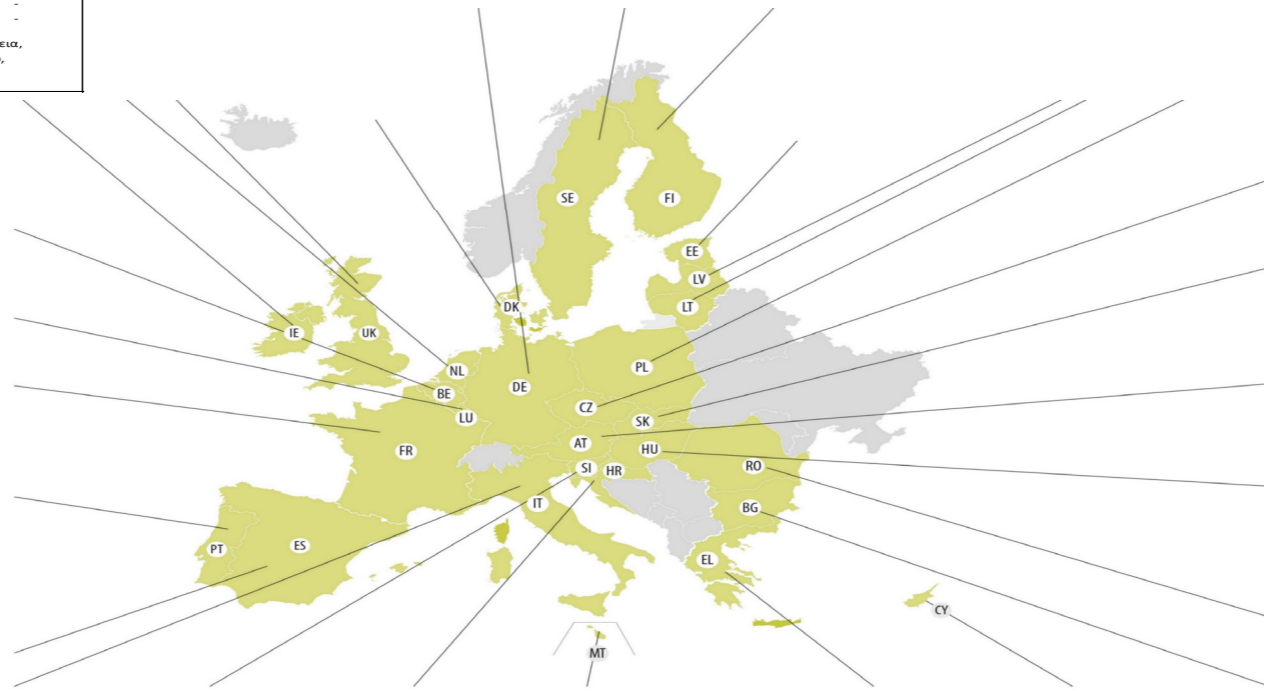 -
-
εια,
ο,
SE
FI
EE
LV
LT
DK
IE
UK
NL
BE
LU
DE
PL
CZ
SK
AT
HU
FR
SI
HR
RO
IT
BG
PT
ES
EL
CY
MT